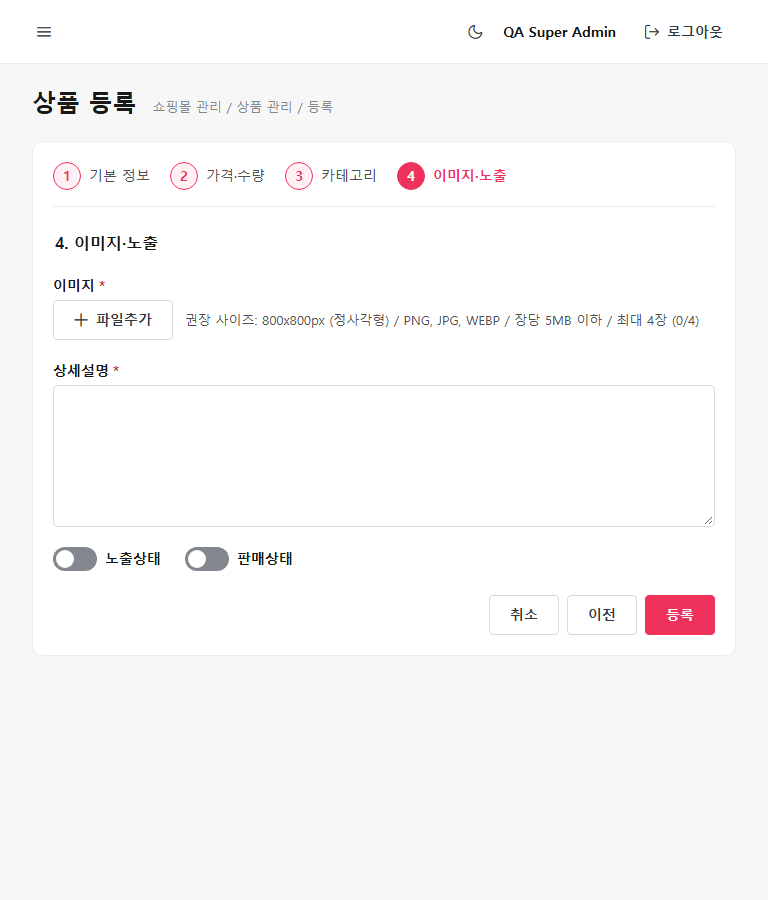 QA Super Admin 로그아웃
상품 등록 쇼핑몰 관리 / 상품 관리 / 등록
1 기본 정보 2 가격·수량 3 카테고리 4 이미지·노출
4. 이미지·노출
이미지 *
파일추가 권장 사이즈: 800x800px (정사각형) / PNG, JPG, WEBP / 장당 5MB 이하 / 최대 4장 (0/4)
상세설명 *
노출상태 판매상태
취소 이전 등록